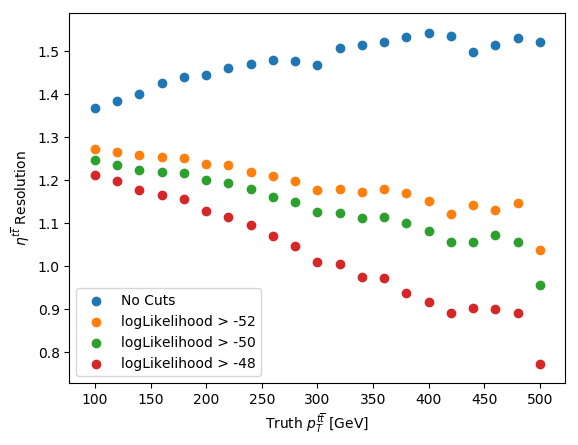 1.5
1.4
1.3
1.2
1.1
1.0
0.9
0.8
η^{tt̅} Resolution
No Cuts
logLikelihood > -52
logLikelihood > -50
logLikelihood > -48
100 150 200 250 300 350 400 450 500
Truth p_T^{tt̅} [GeV]